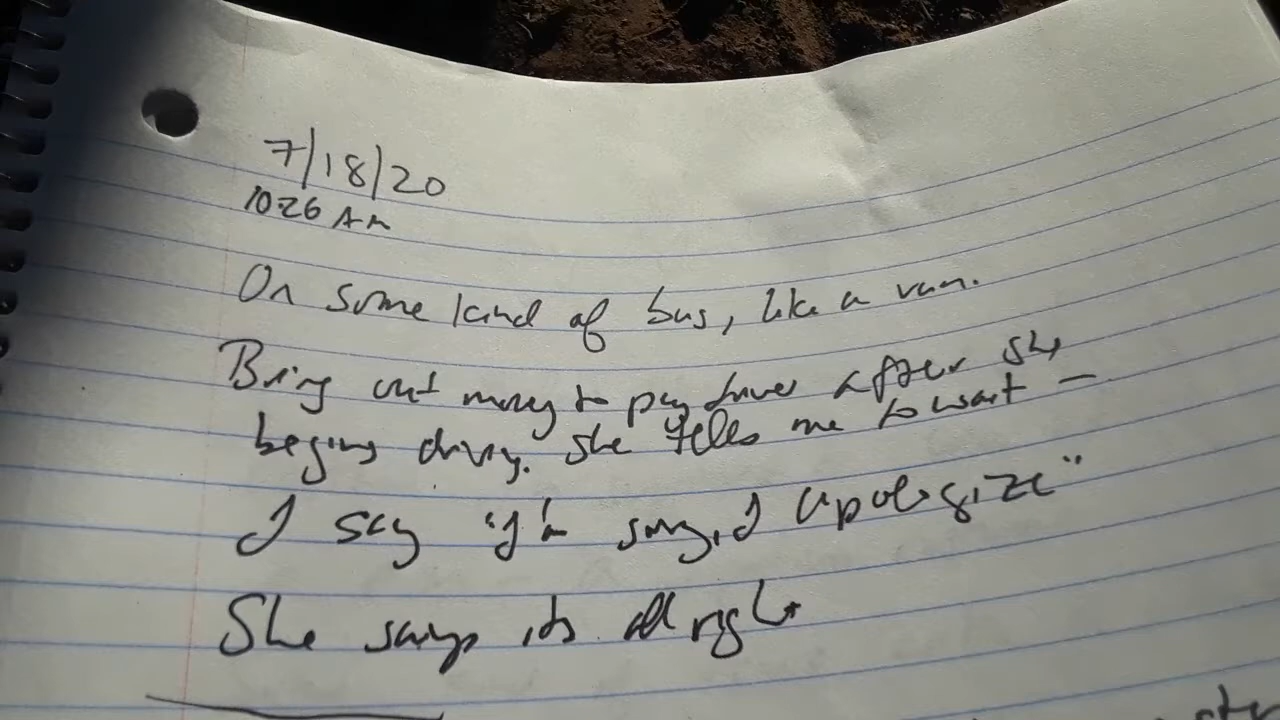 7/18/20
10:26 AM
On some kind of bus, like a van.
Bring out money to pay driver after she
begins driving. She tells me to wait —
I say "I'm sorry, I apologize"
She says its all right